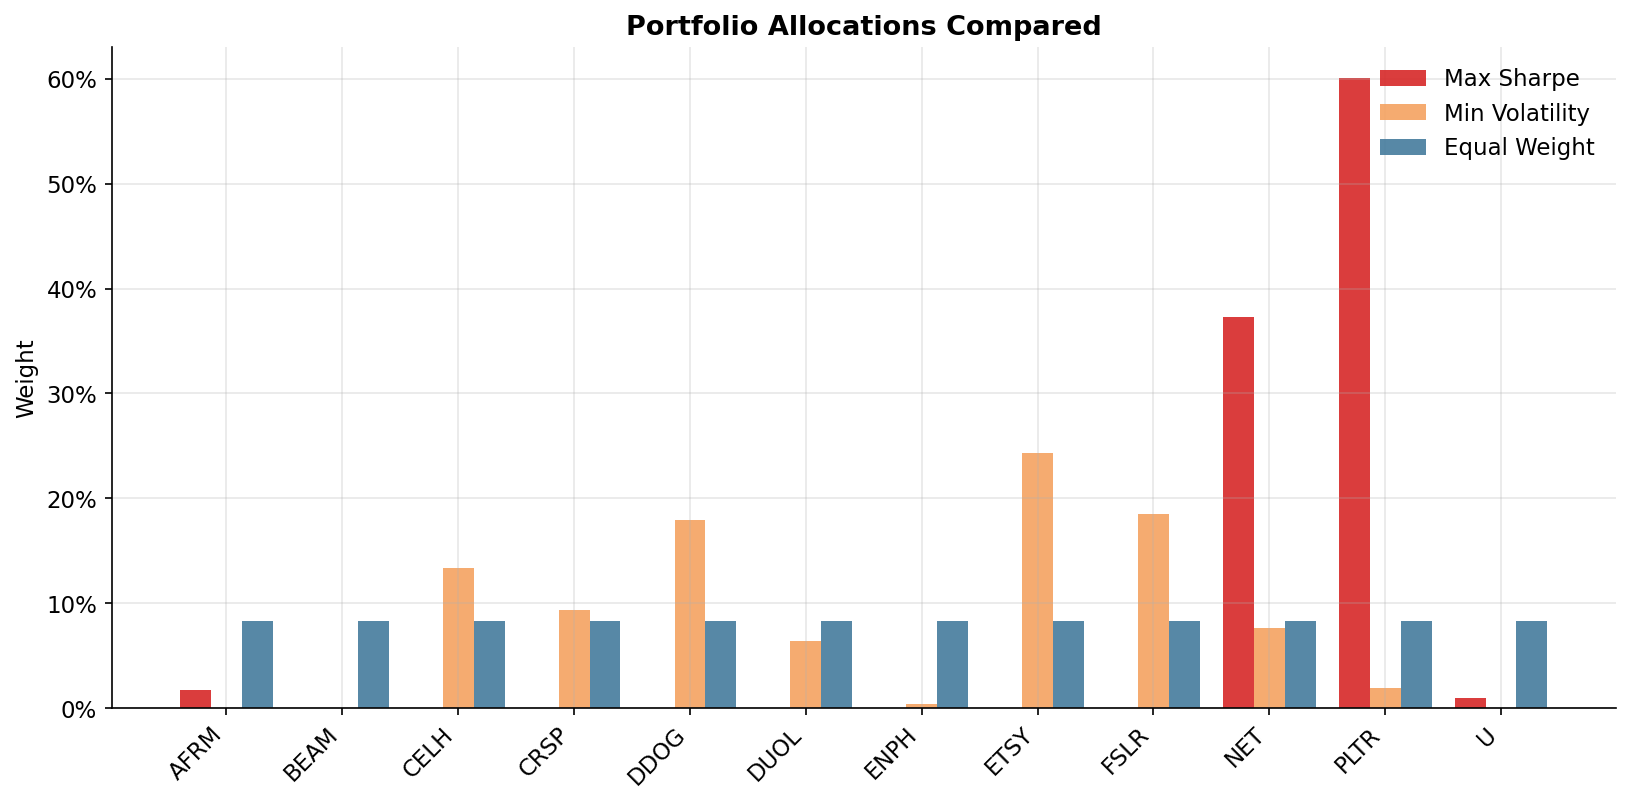 Portfolio Allocations Compared
Max Sharpe
Min Volatility
Equal Weight
60%
50%
40%
30%
20%
10%
0%
Weight
AFRM
BEAM
CELH
CRSP
DDOG
DUOL
ENPH
ETSY
FSLR
NET
PLTR
U